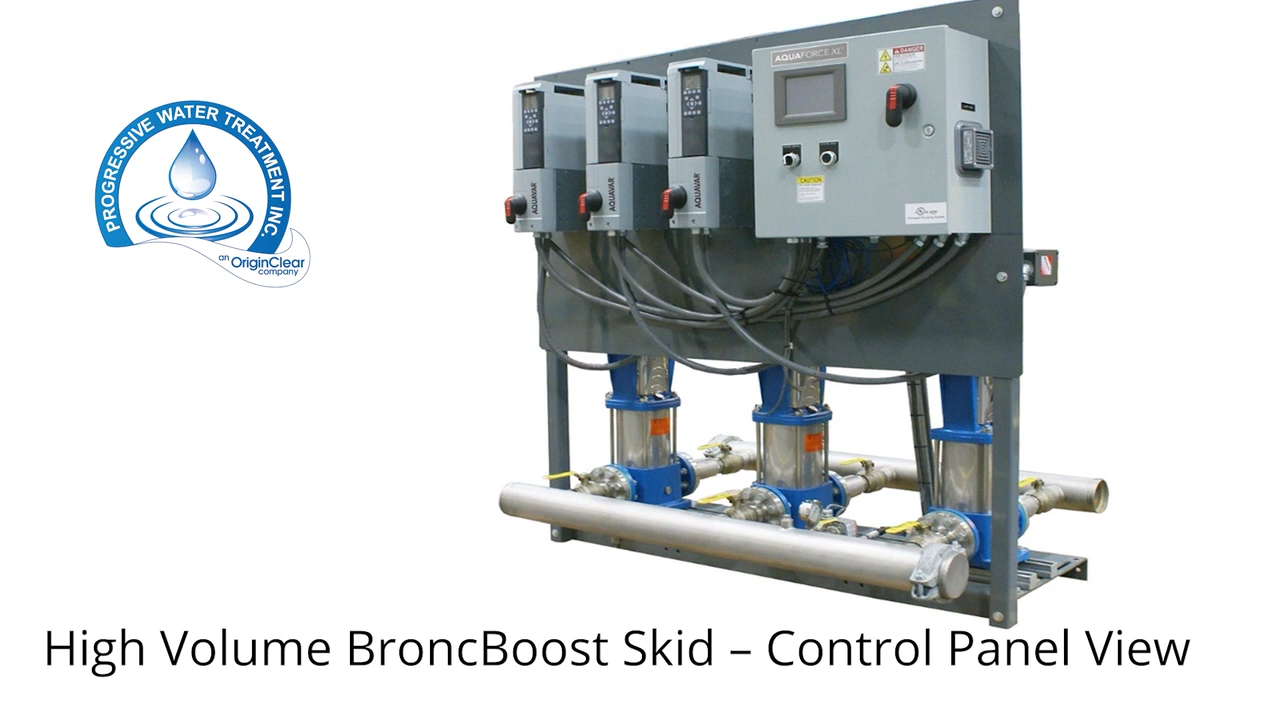 PROGRESSIVE WATER TREATMENT INC.
an OriginClear
company
AQUAFORCE XL
DANGER
AQUAVAR
AQUAVAR
AQUAVAR
CAUTION
High Volume BroncBoost Skid – Control Panel View